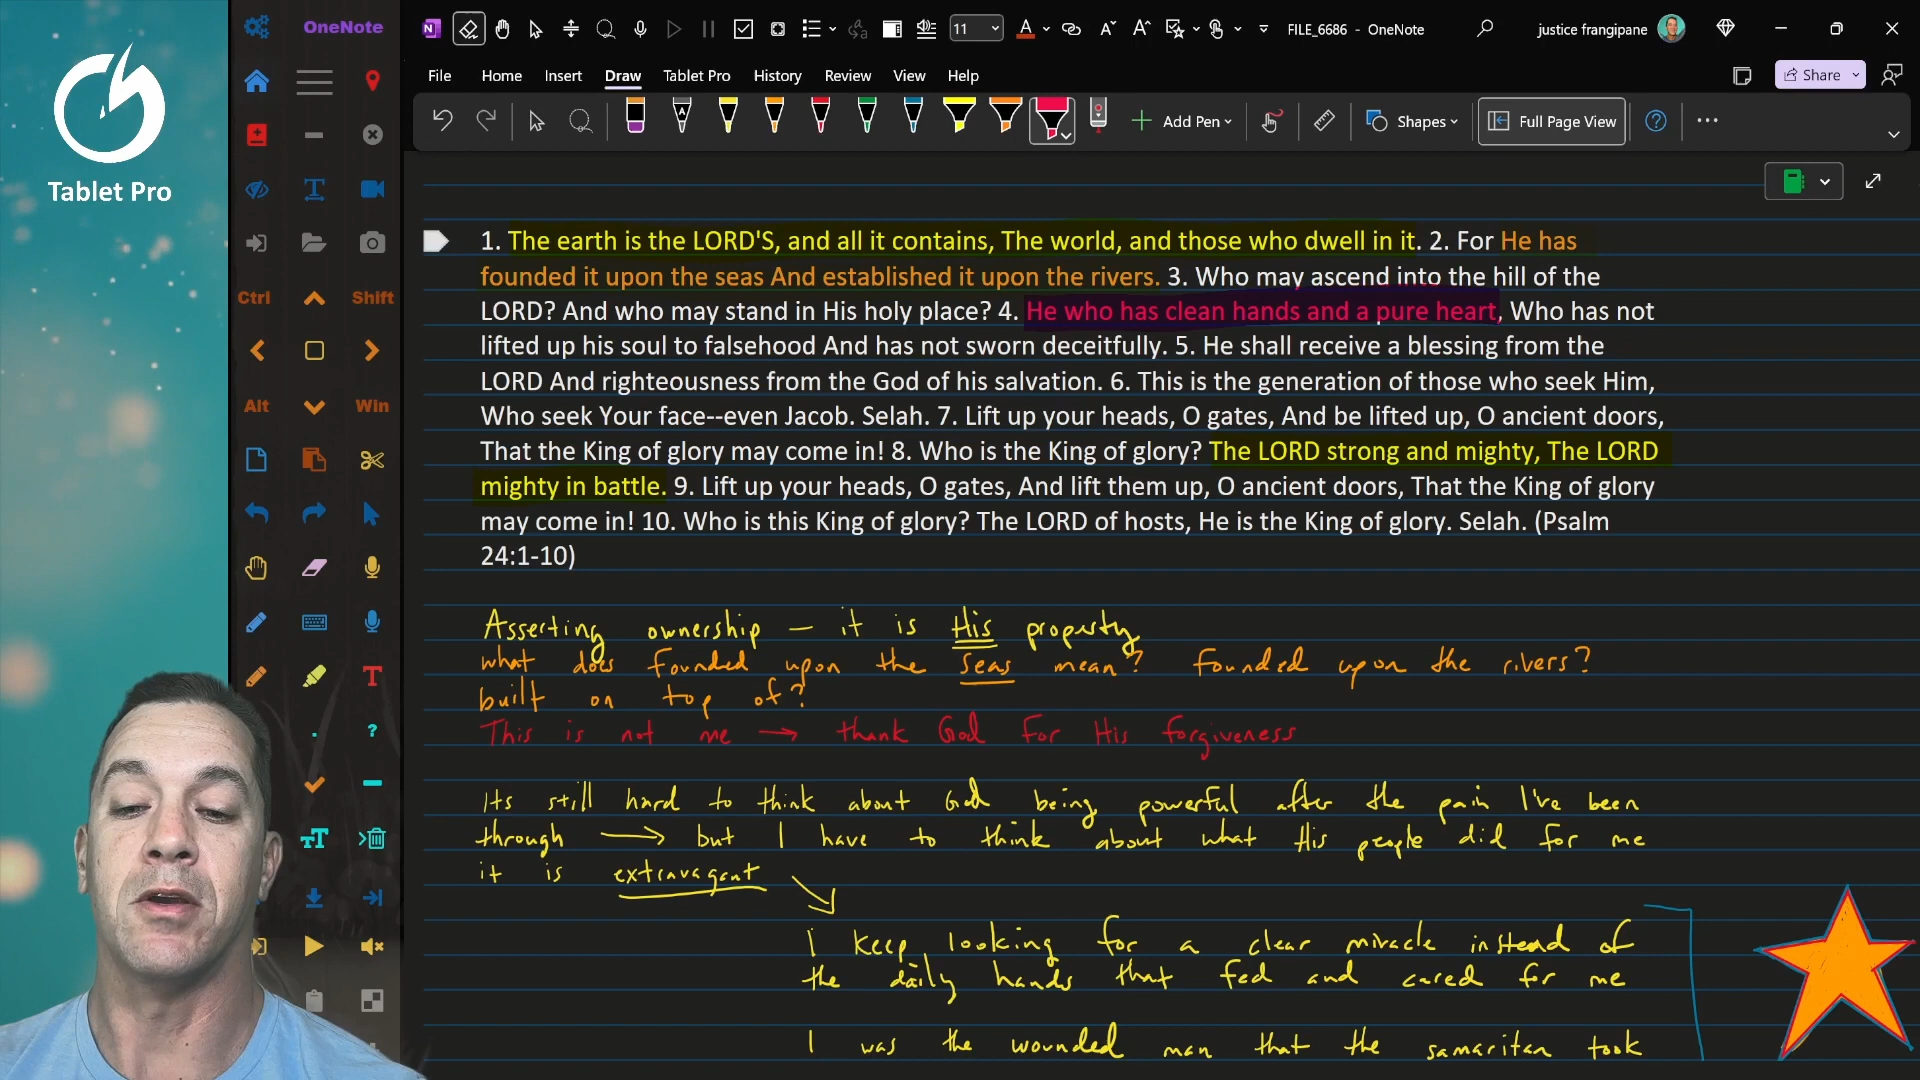 OneNote
11
FILE_6686 - OneNote
justice frangipane
File Home Insert Draw Tablet Pro History Review View Help
Share
Add Pen
Shapes
Full Page View
Tablet Pro
Ctrl
Shift
Alt
Win
1. The earth is the LORD'S, and all it contains, The world, and those who dwell in it. 2. For He has
founded it upon the seas And established it upon the rivers. 3. Who may ascend into the hill of the
LORD? And who may stand in His holy place? 4. He who has clean hands and a pure heart, Who has not
lifted up his soul to falsehood And has not sworn deceitfully. 5. He shall receive a blessing from the
LORD And righteousness from the God of his salvation. 6. This is the generation of those who seek Him,
Who seek Your face--even Jacob. Selah. 7. Lift up your heads, O gates, And be lifted up, O ancient doors,
That the King of glory may come in! 8. Who is the King of glory? The LORD strong and mighty, The LORD
mighty in battle. 9. Lift up your heads, O gates, And lift them up, O ancient doors, That the King of glory
may come in! 10. Who is this King of glory? The LORD of hosts, He is the King of glory. Selah. (Psalm
24:1-10)
Asserting ownership – it is His property
what does founded upon the seas mean? founded upon the rivers?
built on top of?
This is not me → thank God for His forgiveness
Its still hard to think about God being powerful after the pain I've been
through → but I have to think about what His people did for me
it is extravagant
I keep looking for a clear miracle instead of
the daily hands that fed and cared for me
I was the wounded man that the samaritan took